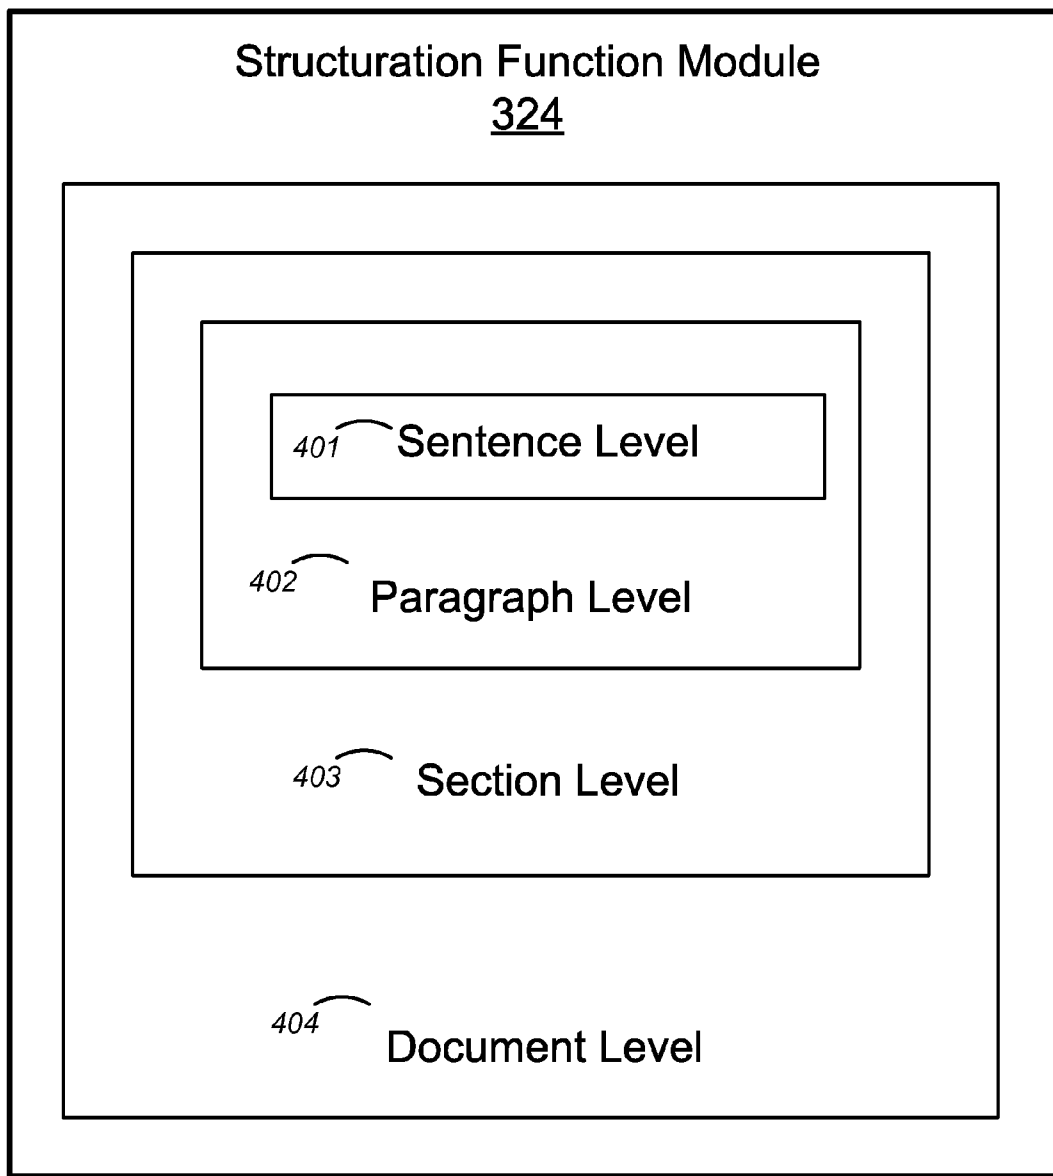 Structuration Function Module
324
401 Sentence Level
402 Paragraph Level
403 Section Level
404 Document Level